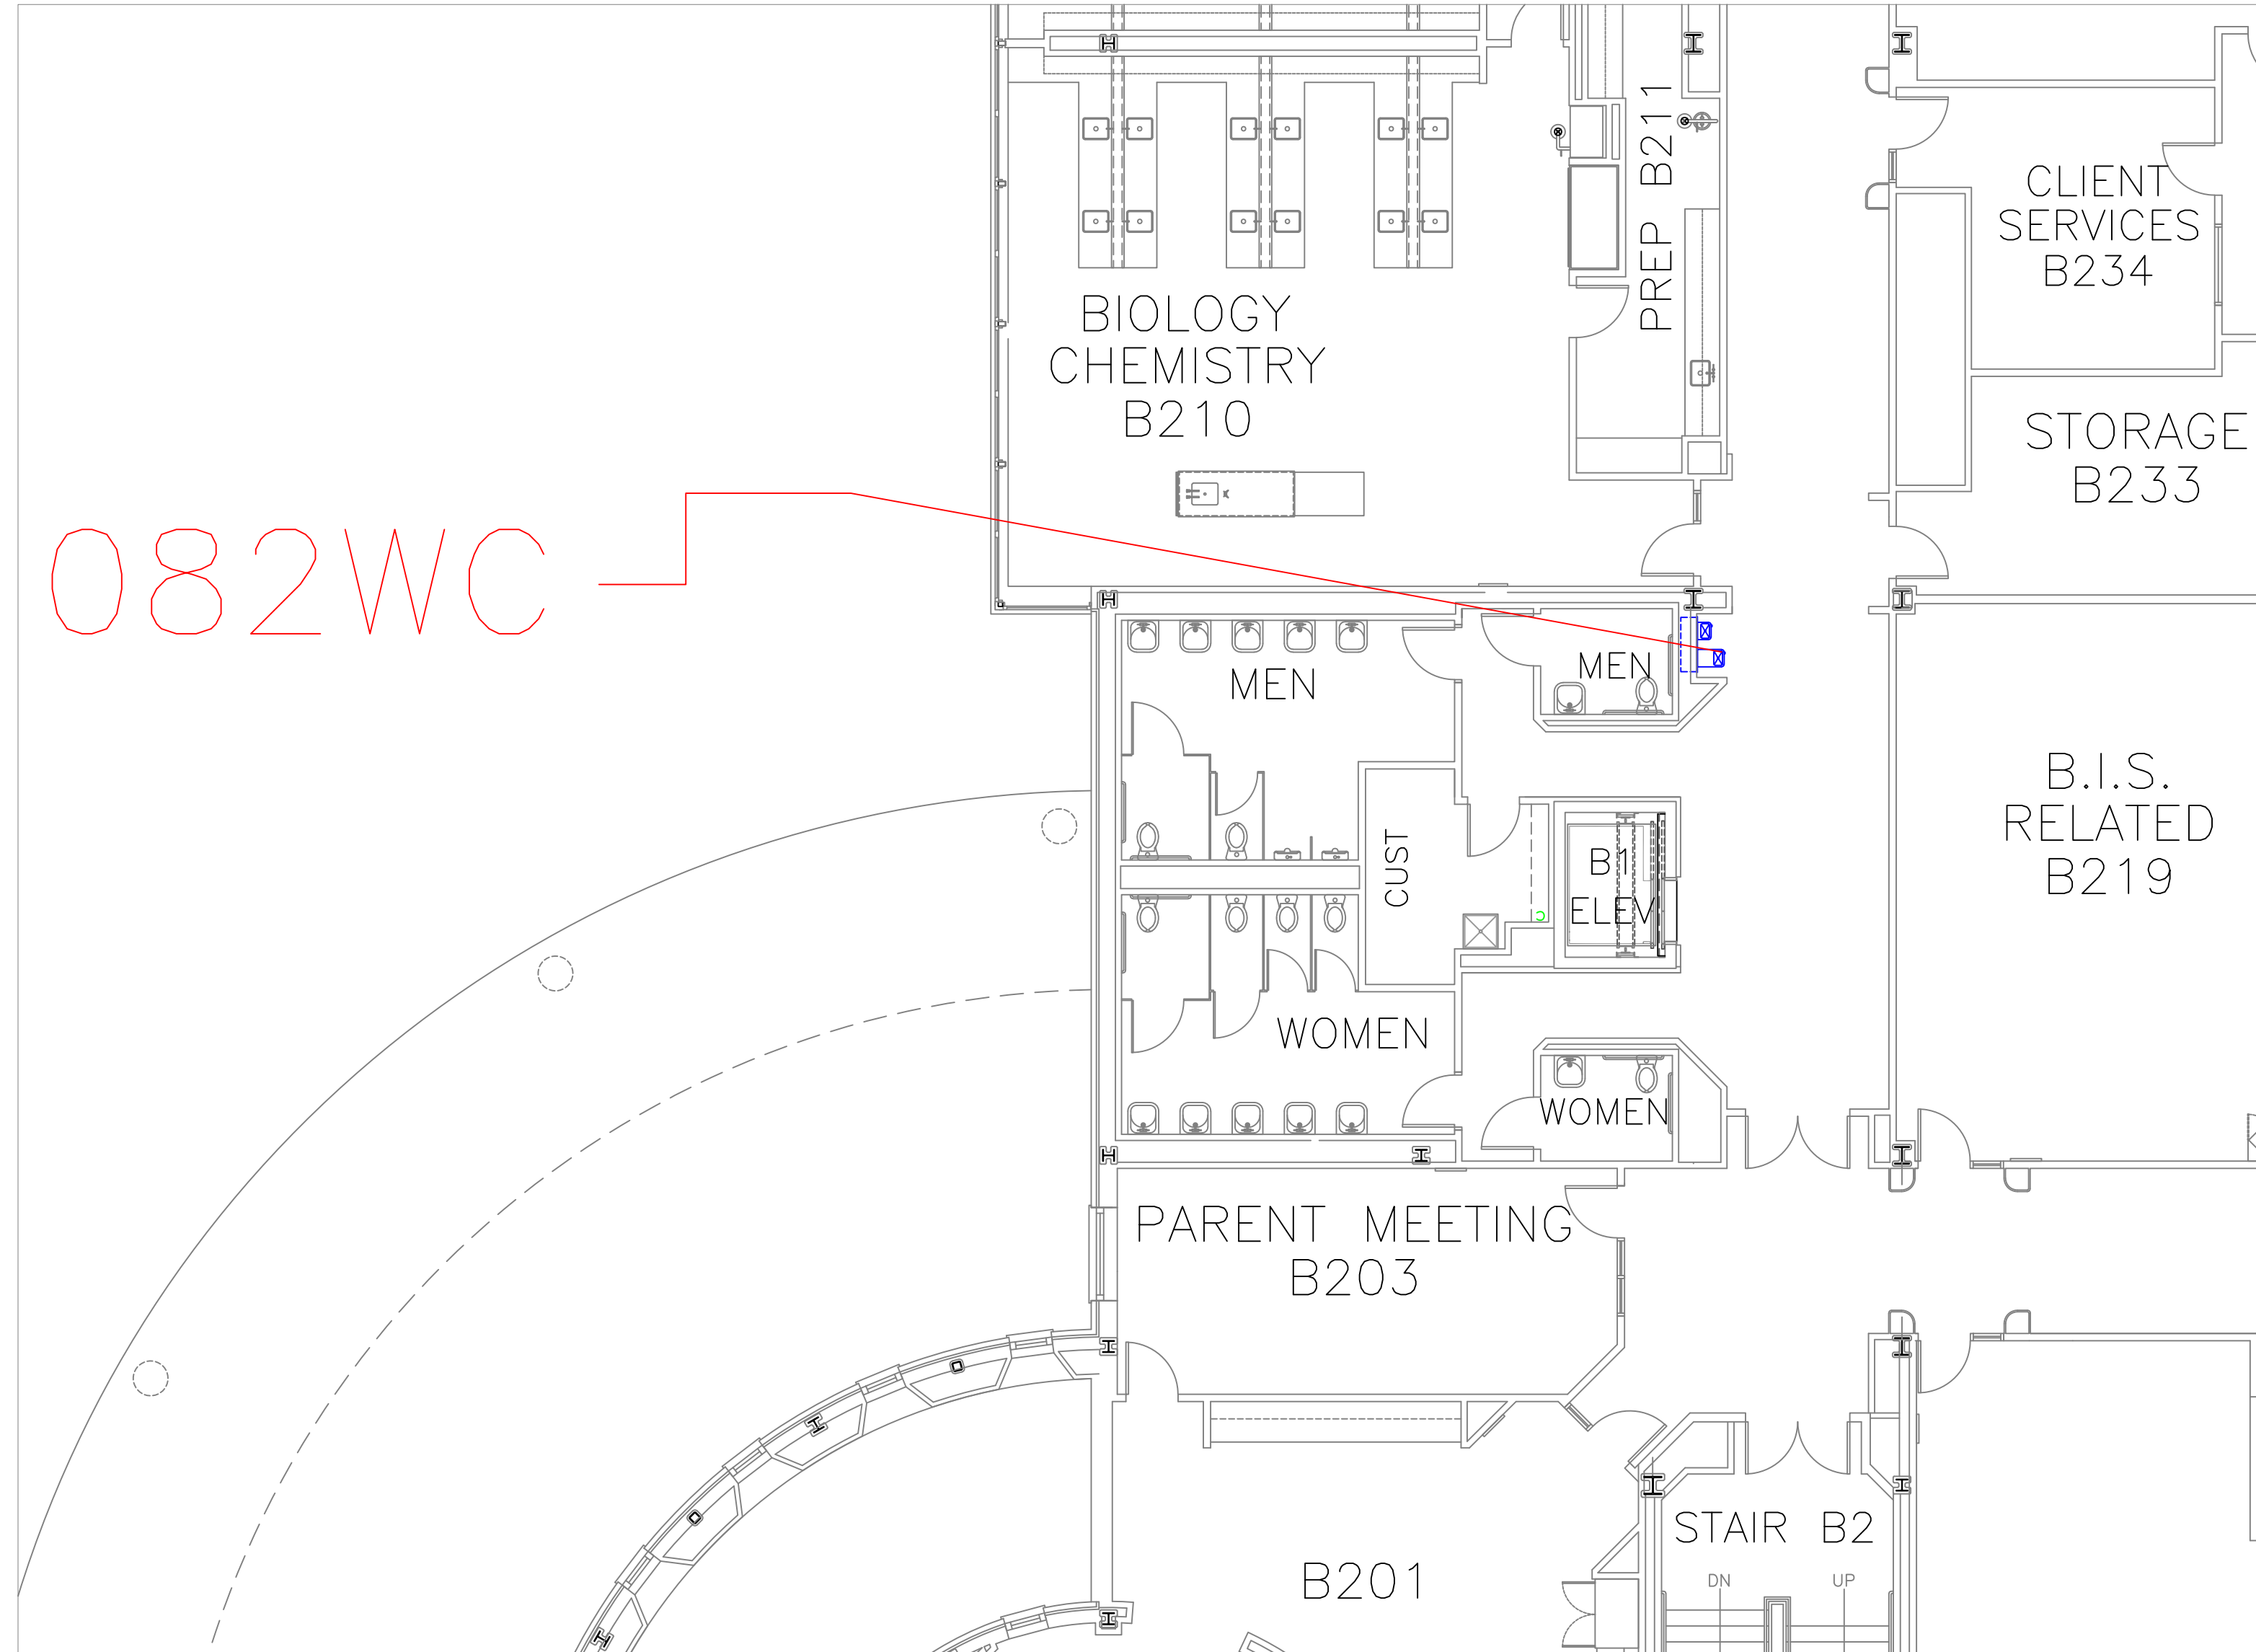 PREP B211
CLIENT
SERVICES
B234
BIOLOGY
CHEMISTRY
B210
STORAGE
B233
082WC
MEN
MEN
B.I.S.
RELATED
B219
CUST
B1
ELEV
WOMEN
WOMEN
PARENT MEETING
B203
STAIR B2
B201
DN
UP